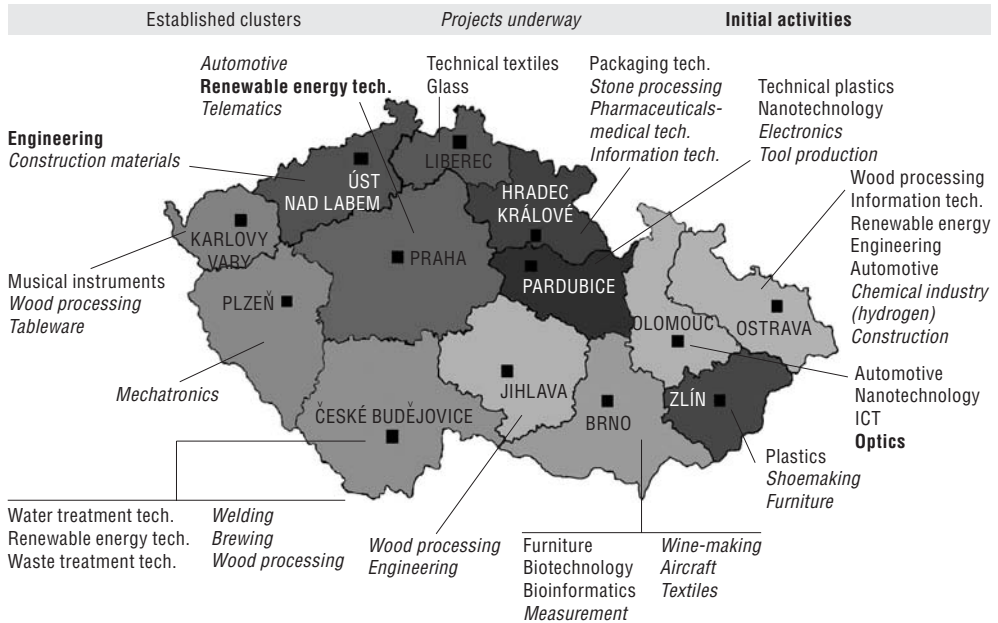 Established clusters
Projects underway
Initial activities
Automotive
Renewable energy tech.
Telematics
Technical textiles
Glass
Packaging tech.
Stone processing
Pharmaceuticals-
medical tech.
Information tech.
Technical plastics
Nanotechnology
Electronics
Tool production
Engineering
Construction materials
Wood processing
Information tech.
Renewable energy
Engineering
Automotive
Chemical industry
(hydrogen)
Construction
LIBEREC
ÚST
NAD LABEM
HRADEC
KRÁLOVÉ
KARLOVY
VARY
PRAHA
PARDUBICE
Musical instruments
Wood processing
Tableware
PLZEŇ
OLOMOUC
OSTRAVA
Mechatronics
JIHLAVA
ČESKÉ BUDĚJOVICE
BRNO
ZLÍN
Automotive
Nanotechnology
ICT
Optics
Plastics
Shoemaking
Furniture
Water treatment tech.
Renewable energy tech.
Waste treatment tech.
Welding
Brewing
Wood processing
Wood processing
Engineering
Furniture
Biotechnology
Bioinformatics
Measurement
Wine-making
Aircraft
Textiles